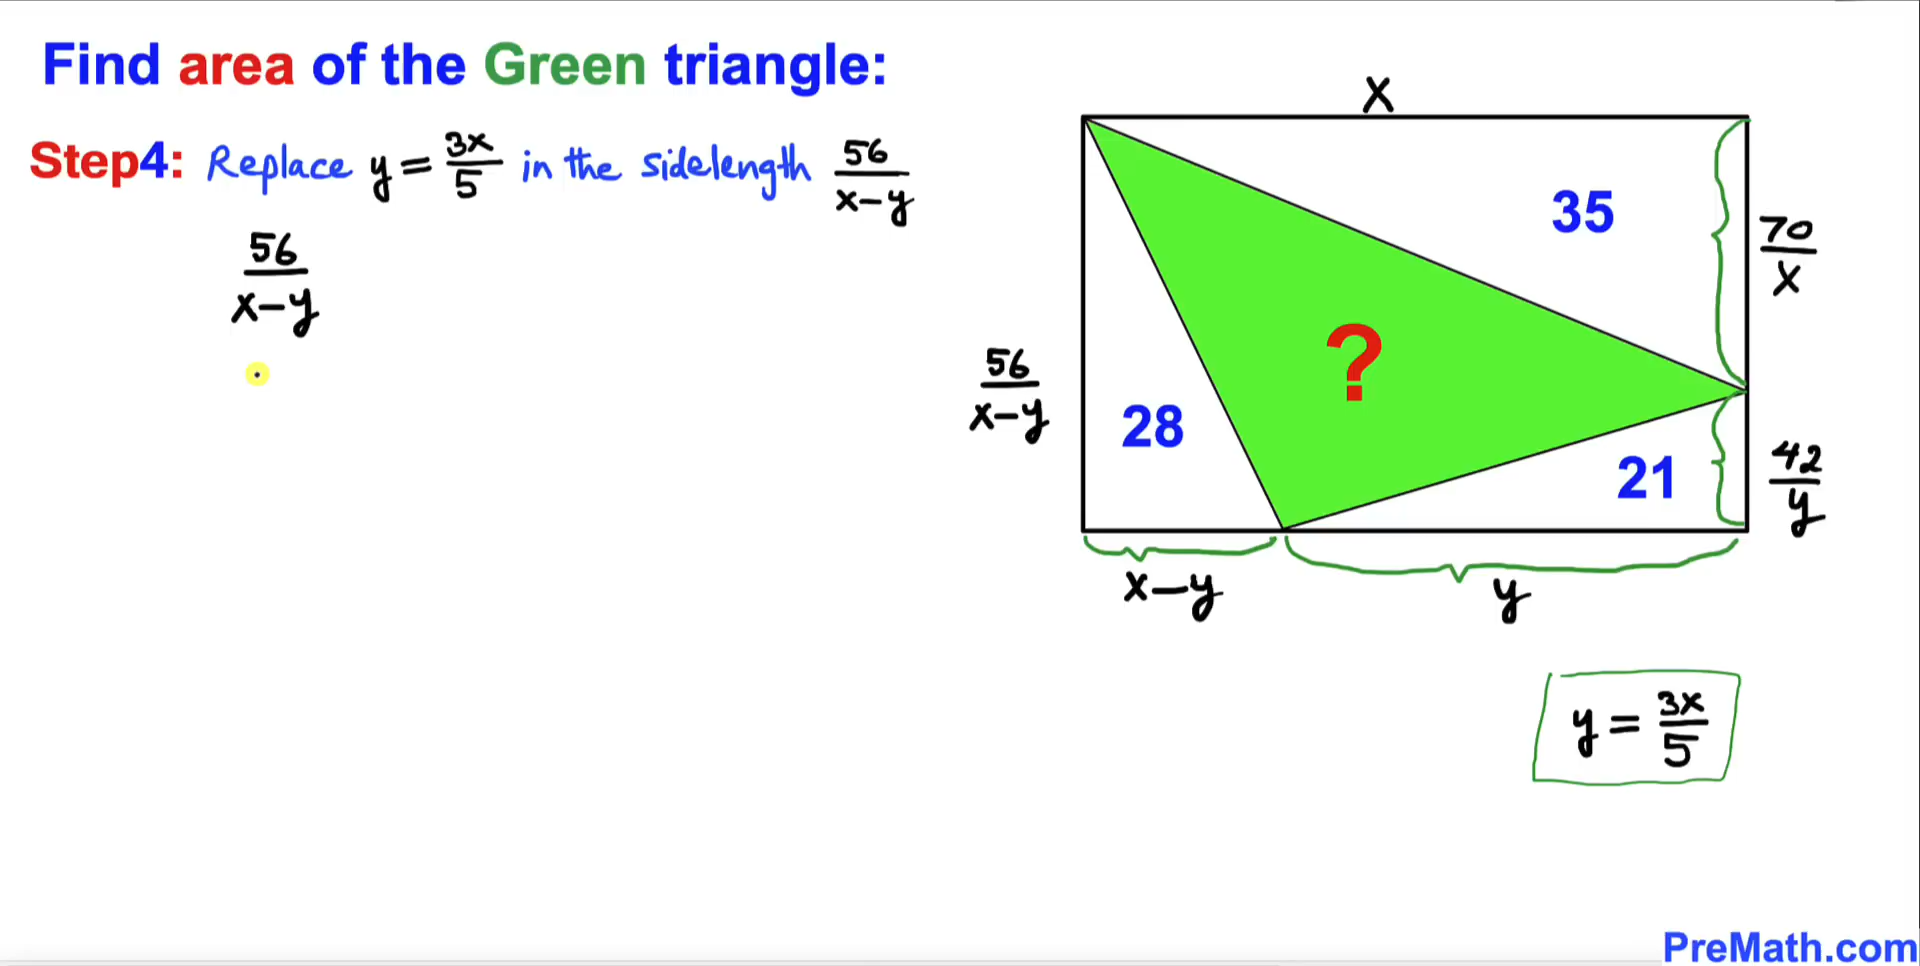 Find area of the Green triangle:
Step4: Replace y = 3x/5 in the sidelength 56/x-y
56/x-y
x
35
70/x
?
56/x-y
28
21
42/y
x-y
y
y = 3x/5
PreMath.com